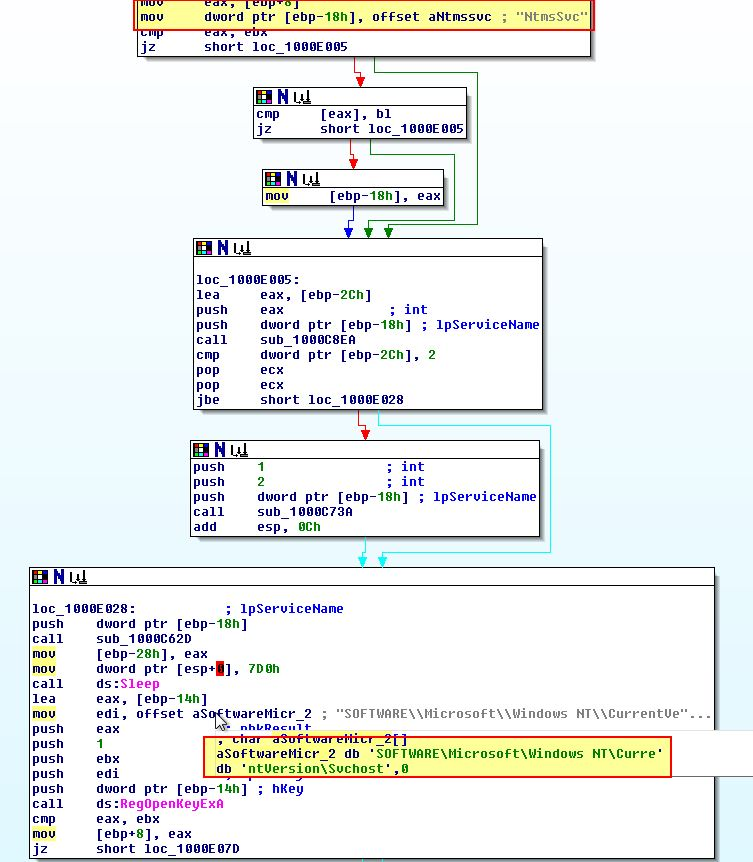 mov eax, [ebp+8]
mov dword ptr [ebp-18h], offset aNtmssvc ; "NtmsSvc"
cmp eax, ebx
jz short loc_1000E005
cmp [eax], bl
jz short loc_1000E005
mov [ebp-18h], eax
loc_1000E005:
lea eax, [ebp-2Ch]
push eax ; int
push dword ptr [ebp-18h] ; lpServiceName
call sub_1000C8EA
cmp dword ptr [ebp-2Ch], 2
pop ecx
pop ecx
jbe short loc_1000E028
push 1 ; int
push 2 ; int
push dword ptr [ebp-18h] ; lpServiceName
call sub_1000C73A
add esp, 0Ch
loc_1000E028: ; lpServiceName
push dword ptr [ebp-18h]
call sub_1000C62D
mov [ebp-28h], eax
mov dword ptr [esp+0], 7D0h
call ds:Sleep
lea eax, [ebp-14h]
mov edi, offset aSoftwareMicr_2 ; "SOFTWARE\\Microsoft\\Windows NT\\CurrentVe"...
push eax ; phkResult
; char aSoftwareMicr_2[]
push 1
aSoftwareMicr_2 db 'SOFTWARE\Microsoft\Windows NT\Curre'
push ebx
db 'ntVersion\Svchost',0
push edi
push dword ptr [ebp-14h] ; hKey
call ds:RegOpenKeyExA
cmp eax, ebx
mov [ebp+8], eax
jz short loc_1000E07D